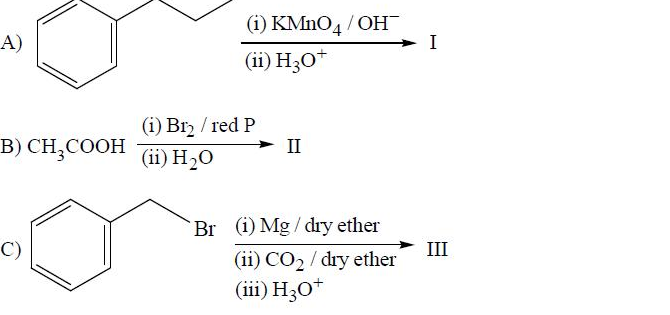 A) (i) KMnO₄ / OH⁻
(ii) H₃O⁺ I
B) CH₃COOH (i) Br₂ / red P
(ii) H₂O II
C) Br (i) Mg / dry ether
(ii) CO₂ / dry ether III
(iii) H₃O⁺